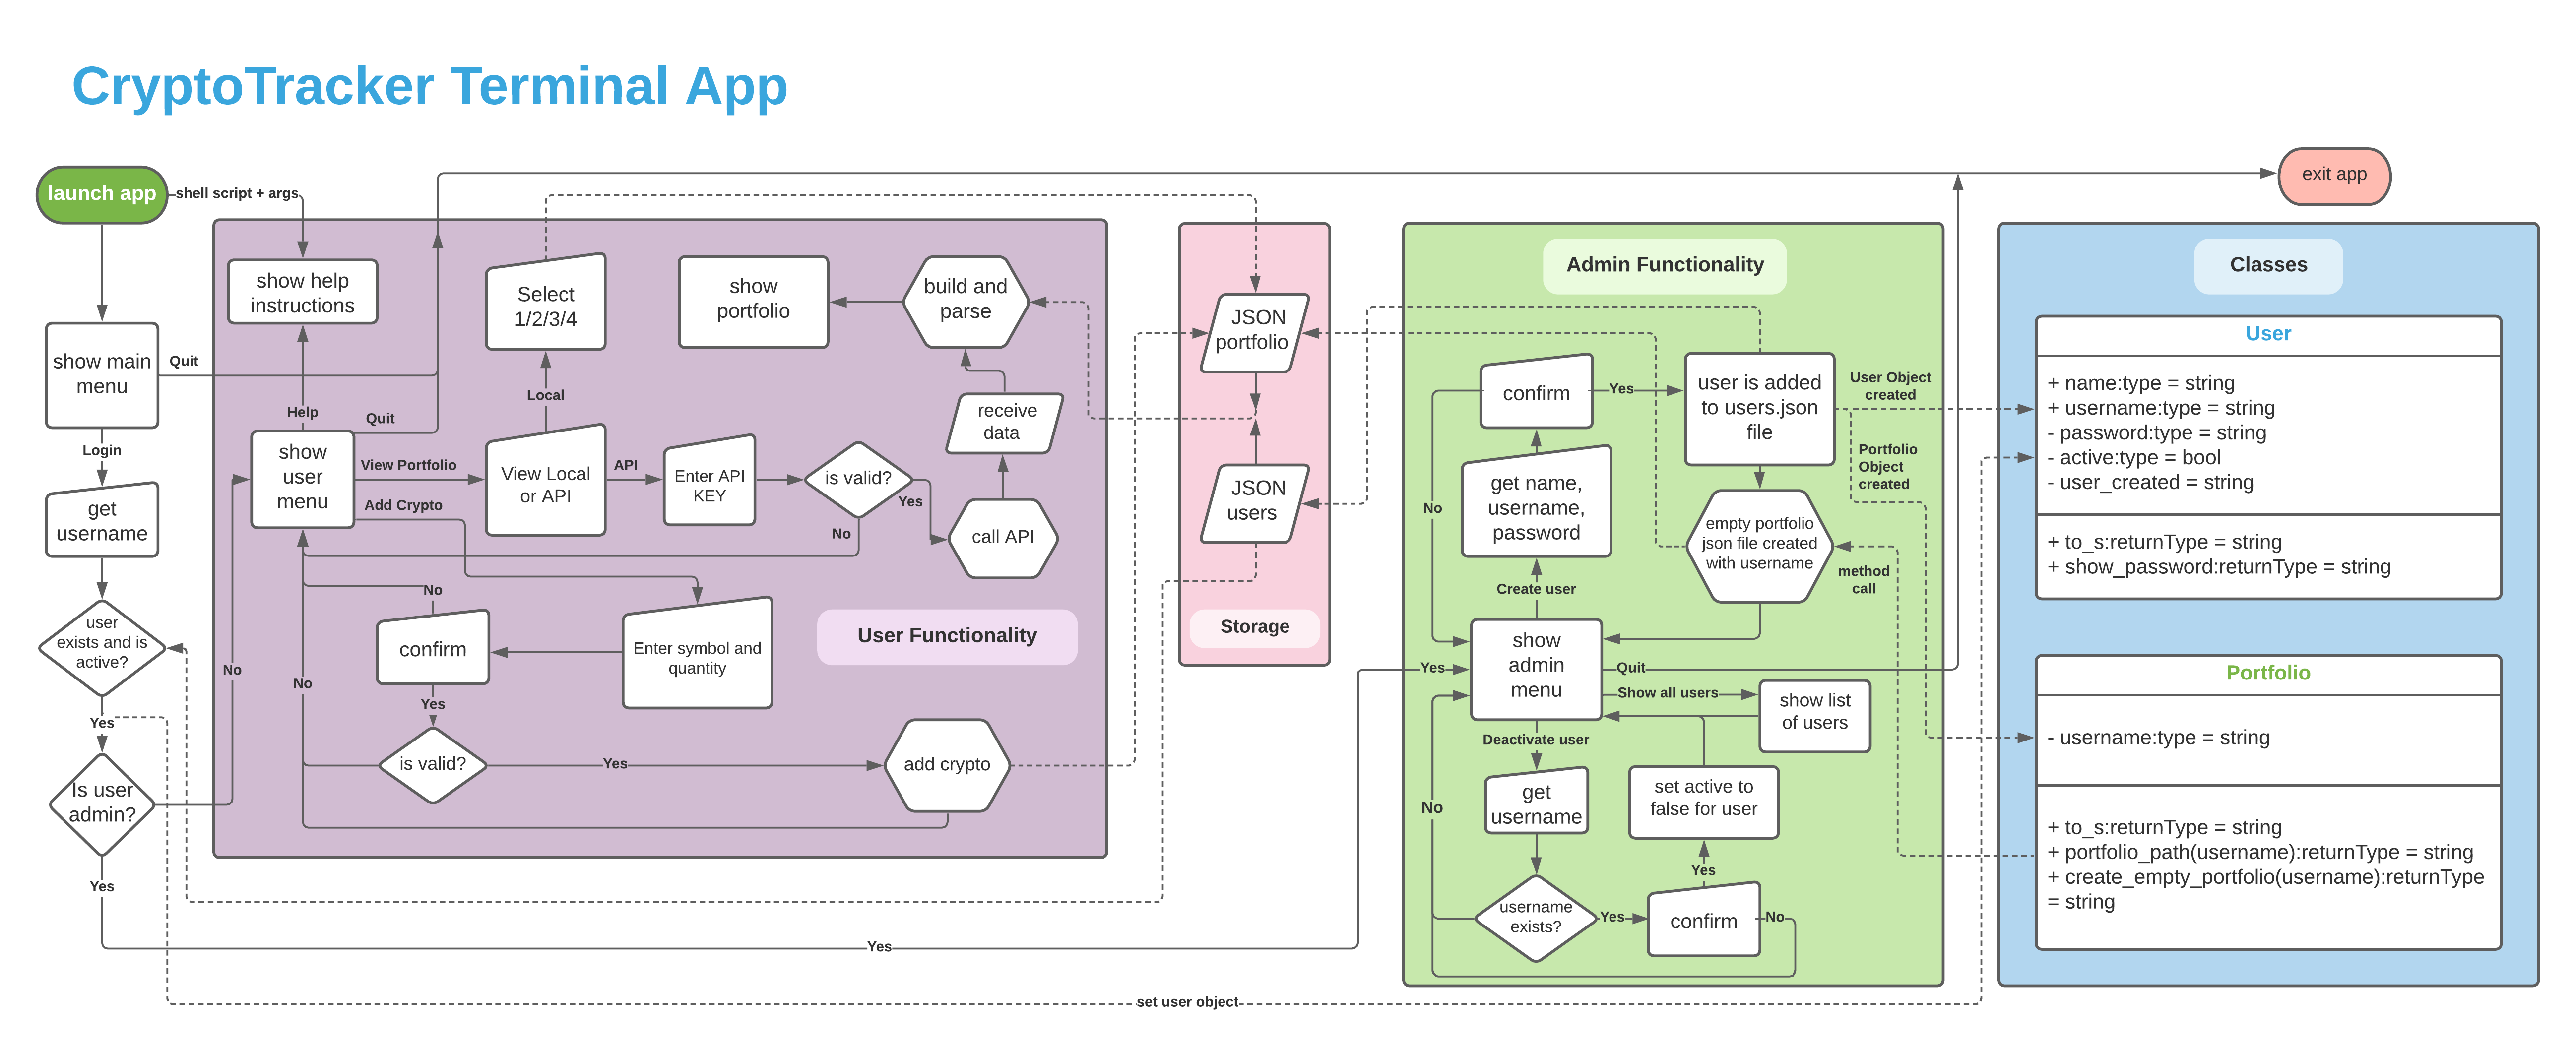 CryptoTracker Terminal App
launch app
shell script + args
exit app
show main
menu
Quit
Login
get
username
user
exists and is
active?
Yes
Is user
admin?
No
Yes
Yes
set user object
show help
instructions
Help
Quit
show
user
menu
View Portfolio
Add Crypto
Select
1/2/3/4
Local
View Local
or API
API
Enter API
KEY
is valid?
Yes
No
show
portfolio
build and
parse
receive
data
call API
No
confirm
Yes
No
is valid?
Yes
Enter symbol and
quantity
add crypto
User Functionality
JSON
portfolio
JSON
users
Storage
Admin Functionality
confirm
Yes
user is added
to users.json
file
get name,
username,
password
No
Create user
empty portfolio
json file created
with username
User Object
created
Portfolio
Object
created
method
call
Yes
show
admin
menu
Quit
Show all users
show list
of users
Deactivate user
get
username
set active to
false for user
No
Yes
username
exists?
Yes
confirm
No
Classes
User
+ name:type = string
+ username:type = string
- password:type = string
- active:type = bool
- user_created = string
+ to_s:returnType = string
+ show_password:returnType = string
Portfolio
- username:type = string
+ to_s:returnType = string
+ portfolio_path(username):returnType = string
+ create_empty_portfolio(username):returnType
= string